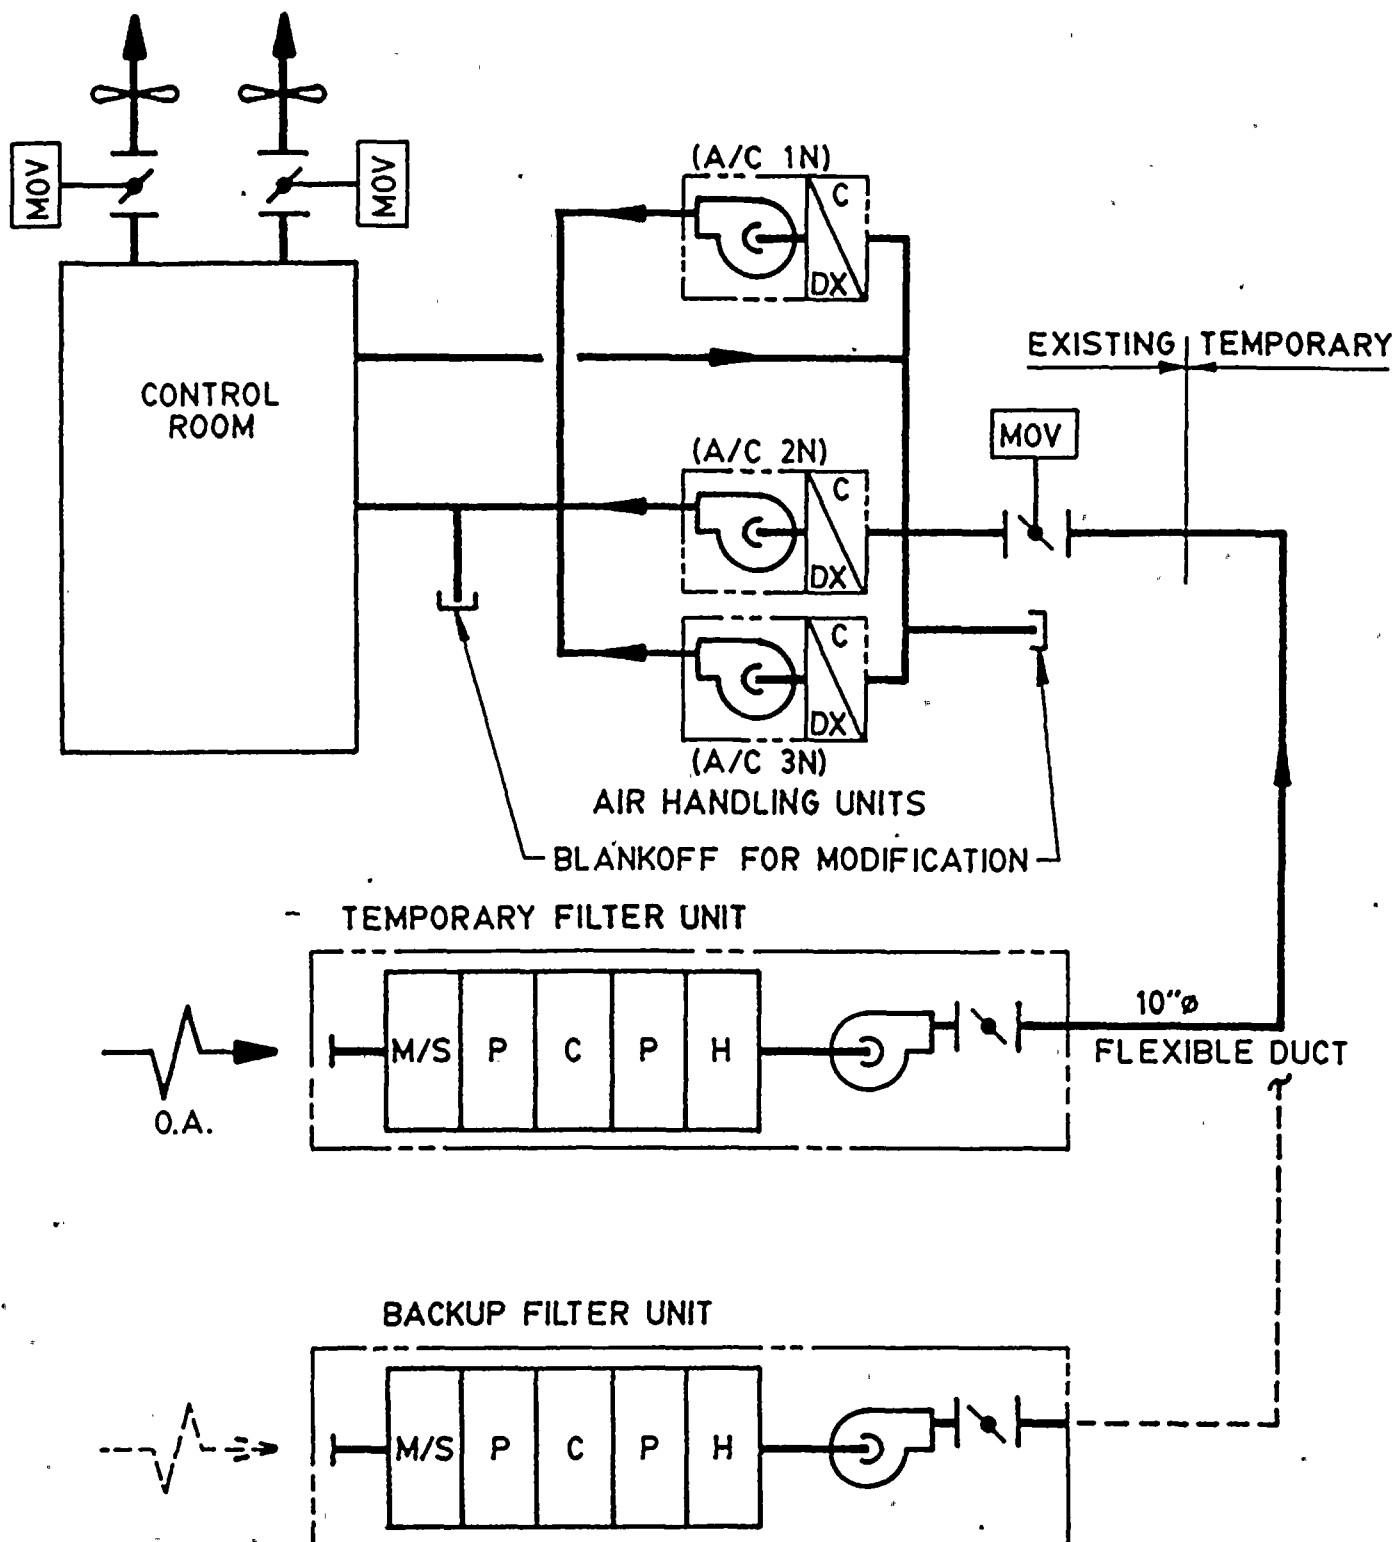 MOV
MOV
(A/C 1N)
C
DX
CONTROL
ROOM
EXISTING TEMPORARY
MOV
(A/C 2N)
C
DX
C
DX
(A/C 3N)
AIR HANDLING UNITS
BLANKOFF FOR MODIFICATION
TEMPORARY FILTER UNIT
10"ø
FLEXIBLE DUCT
M/S P C P H
O.A.
BACKUP FILTER UNIT
M/S P C P H